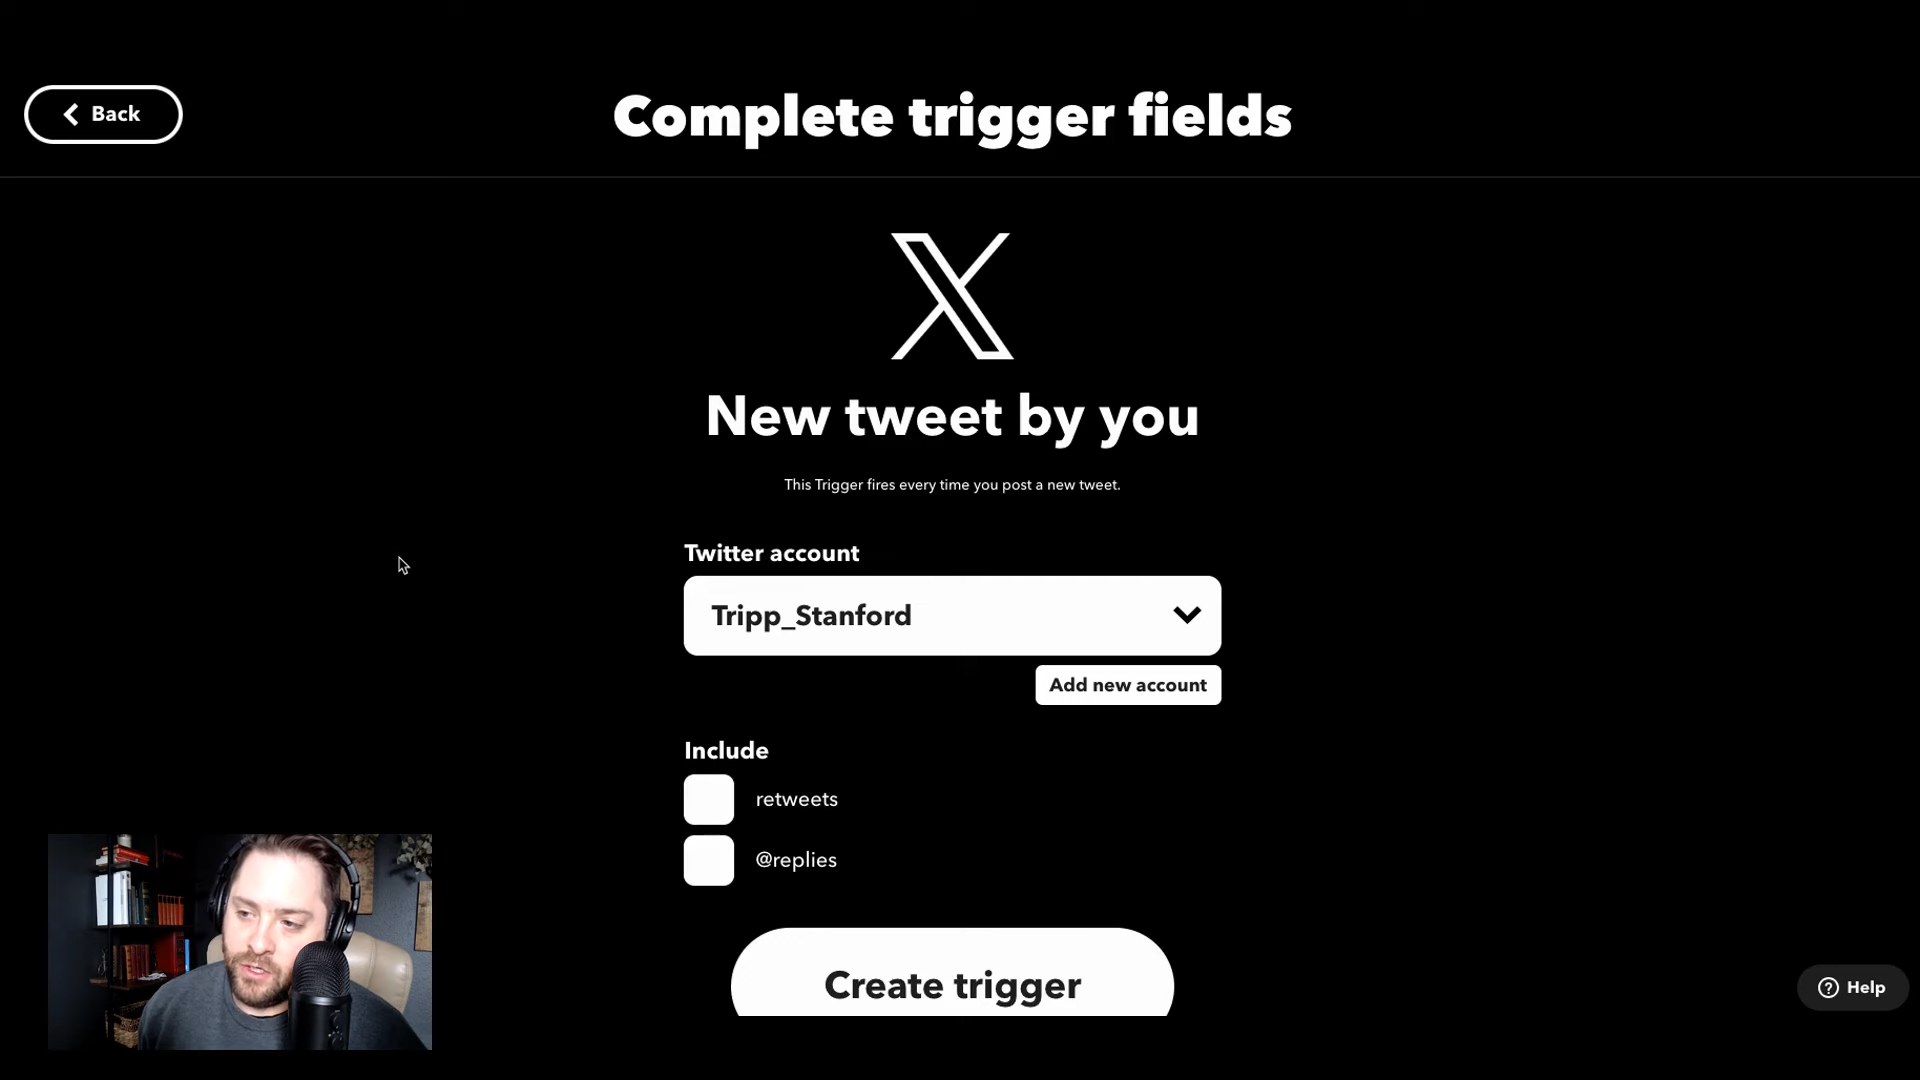 Back
Complete trigger fields
New tweet by you
This Trigger fires every time you post a new tweet.
Twitter account
Tripp_Stanford
Add new account
Include
retweets
@replies
Create trigger
Help